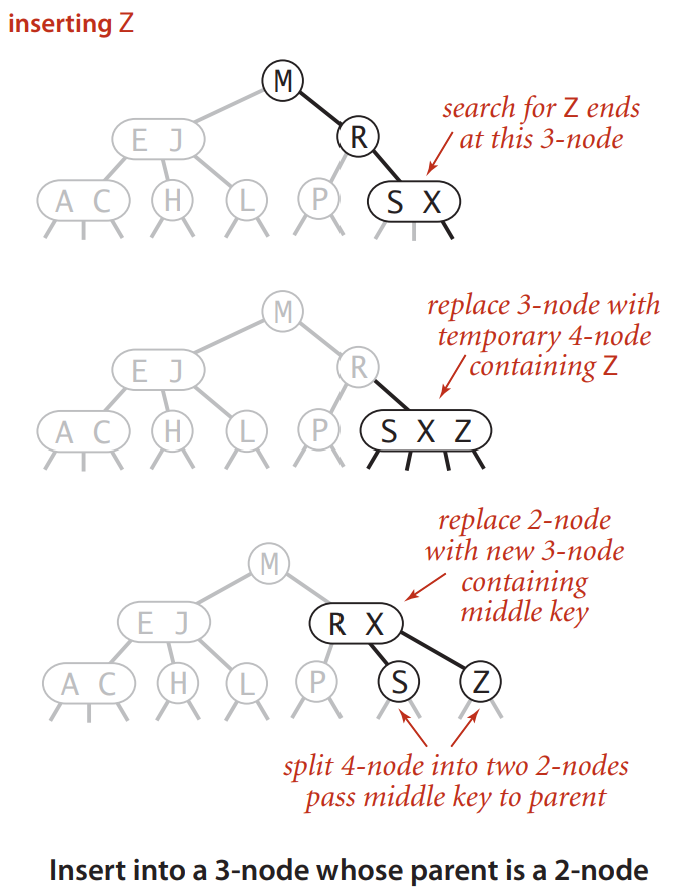 inserting Z
M
search for Z ends
at this 3-node
E J
R
A C
H
L
P
S X
M
replace 3-node with
temporary 4-node
containing Z
E J
R
A C
H
L
P
S X Z
replace 2-node
with new 3-node
containing
middle key
M
E J
R X
A C
H
L
P
S
Z
split 4-node into two 2-nodes
pass middle key to parent
Insert into a 3-node whose parent is a 2-node